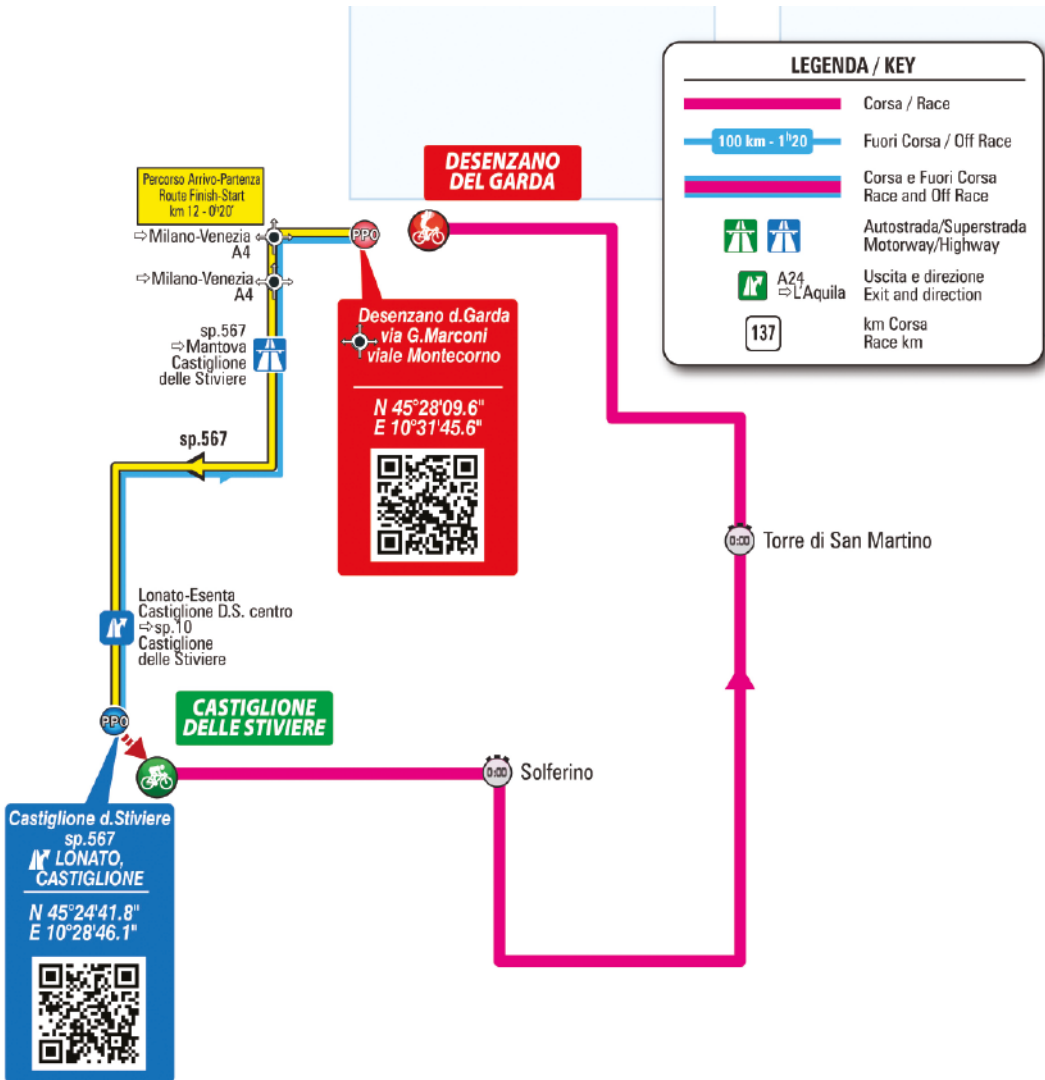 LEGENDA / KEY
Corsa / Race
100 km - 1h20
Fuori Corsa / Off Race
Corsa e Fuori Corsa
Race and Off Race
Autostrada/Superstrada
Motorway/Highway
A24
⇨L'Aquila
Uscita e direzione
Exit and direction
137
km Corsa
Race km
DESENZANO
DEL GARDA
Percorso Arrivo-Partenza
Route Finish-Start
km 12 - 0h20'
⇨Milano-Venezia
A4
⇨Milano-Venezia
A4
PPO
sp.567
⇨Mantova
Castiglione
delle Stiviere
Desenzano d.Garda
via G.Marconi
viale Montecorno
N 45°28'09.6"
E 10°31'45.6"
sp.567
0:00
Torre di San Martino
Lonato-Esenta
Castiglione D.S. centro
⇨sp.10
Castiglione
delle Stiviere
PPO
CASTIGLIONE
DELLE STIVIERE
0:00
Solferino
Castiglione d.Stiviere
sp.567
LONATO,
CASTIGLIONE
N 45°24'41.8"
E 10°28'46.1"